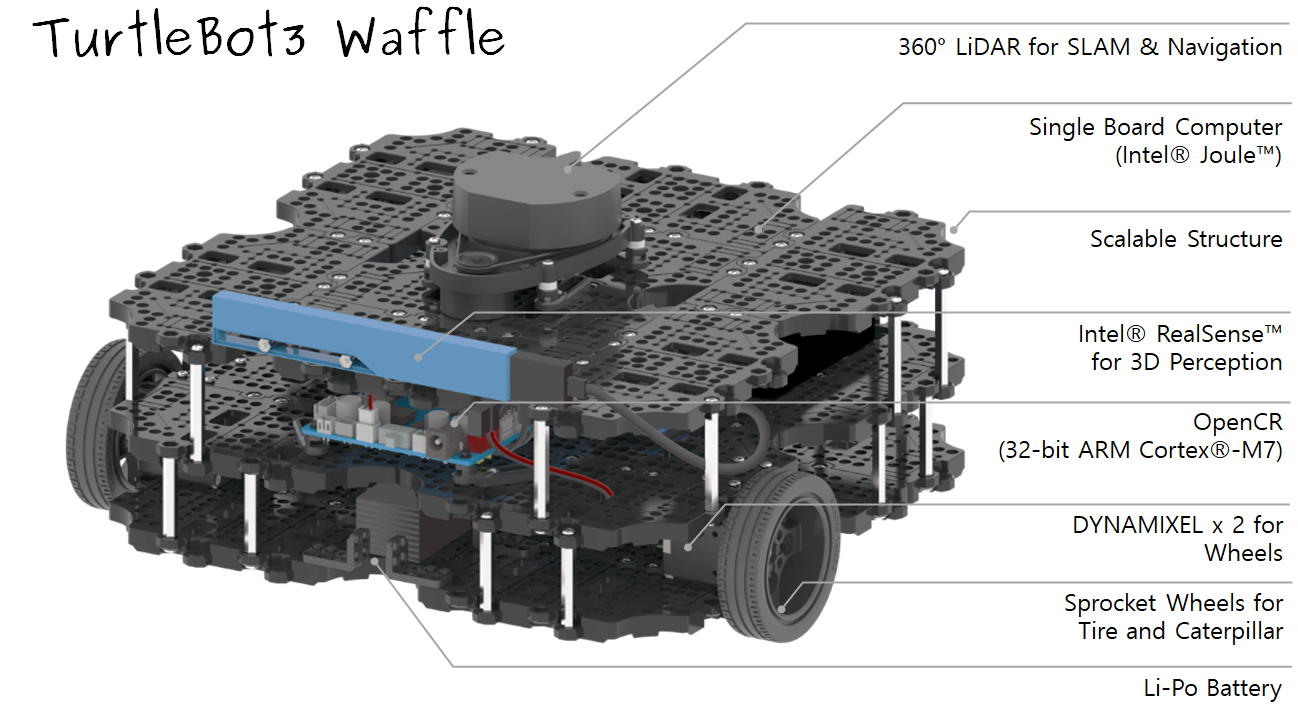 TurtleBot3 Waffle
360° LiDAR for SLAM & Navigation
Single Board Computer
(Intel® Joule™)
Scalable Structure
Intel® RealSense™
for 3D Perception
OpenCR
(32-bit ARM Cortex®-M7)
DYNAMIXEL x 2 for
Wheels
Sprocket Wheels for
Tire and Caterpillar
Li-Po Battery